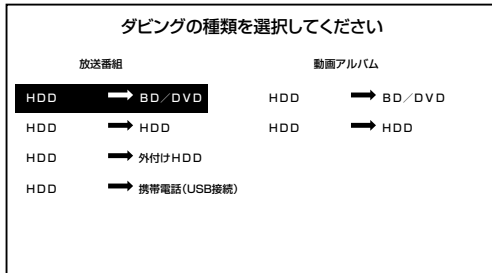 ダビングの種類を選択してください
放送番組
HDD → BD/DVD
HDD → HDD
HDD → 外付けHDD
HDD → 携帯電話(USB接続)
動画アルバム
HDD → BD/DVD
HDD → HDD